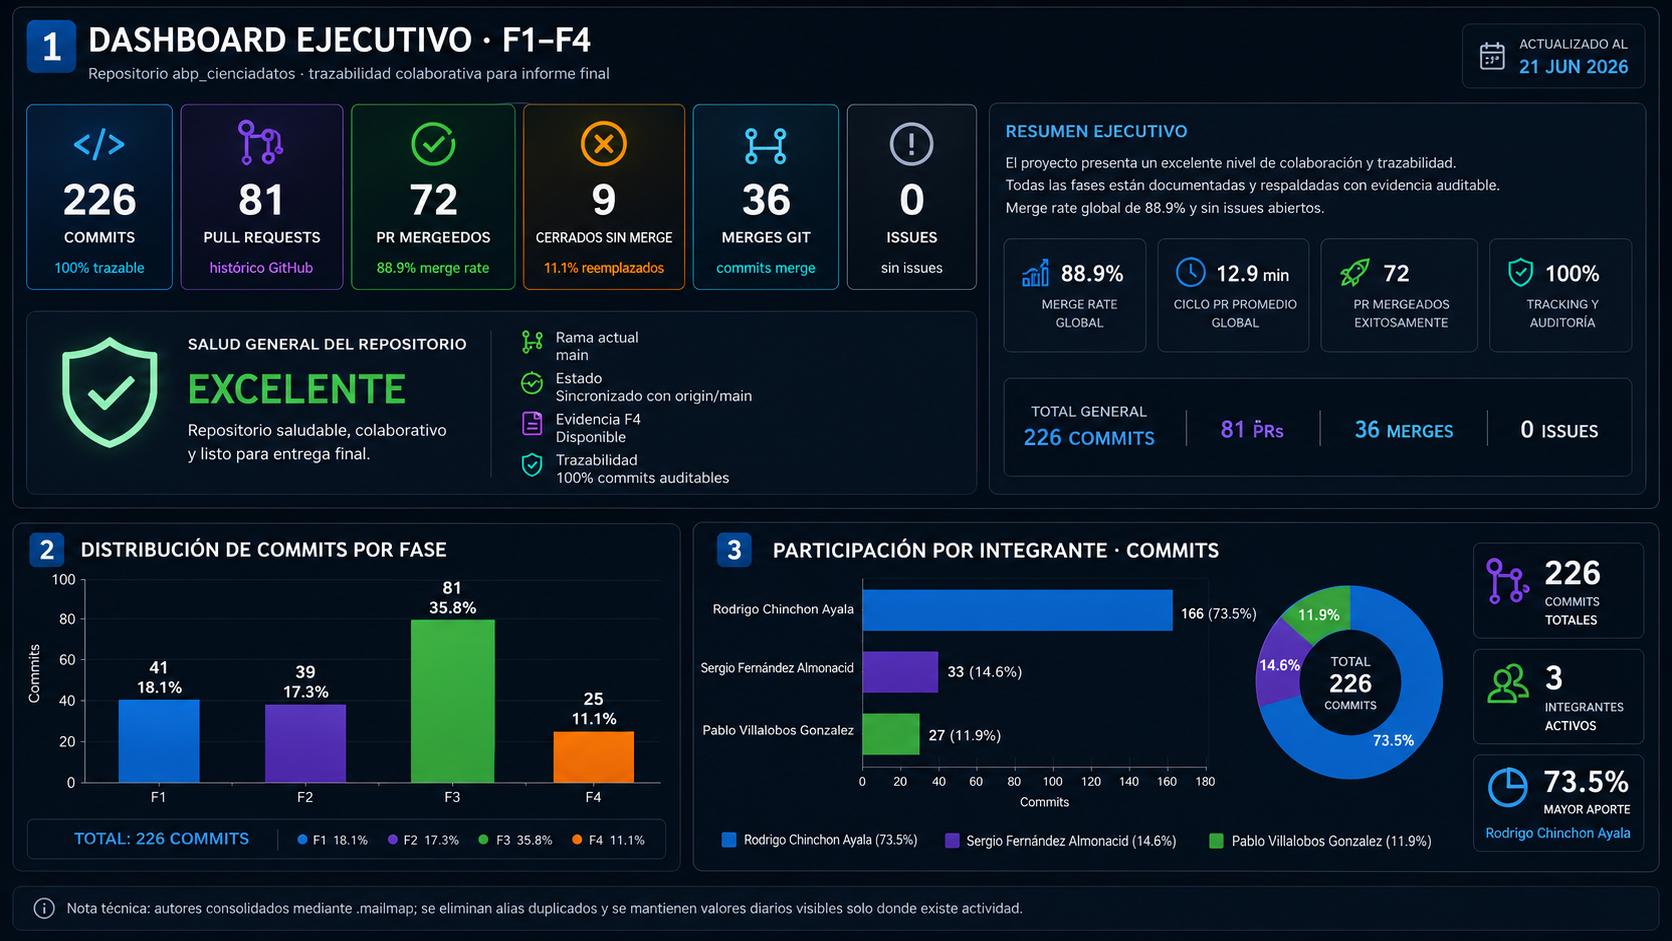 1 DASHBOARD EJECUTIVO · F1–F4
Repositorio abp_cienciadatos · trazabilidad colaborativa para informe final
ACTUALIZADO AL
21 JUN 2026
</>
226
COMMITS
100% trazable
81
PULL REQUESTS
histórico GitHub
72
PR MERGEEDOS
88.9% merge rate
9
CERRADOS SIN MERGE
11.1% reemplazados
36
MERGES GIT
commits merge
0
ISSUES
sin issues
SALUD GENERAL DEL REPOSITORIO
EXCELENTE
Repositorio saludable, colaborativo
y listo para entrega final.
Rama actual
main
Estado
Sincronizado con origin/main
Evidencia F4
Disponible
Trazabilidad
100% commits auditables
RESUMEN EJECUTIVO
El proyecto presenta un excelente nivel de colaboración y trazabilidad.
Todas las fases están documentadas y respaldadas con evidencia auditable.
Merge rate global de 88.9% y sin issues abiertos.
88.9%
MERGE RATE
GLOBAL
12.9 min
CICLO PR PROMEDIO
GLOBAL
72
PR MERGEADOS
EXITOSAMENTE
100%
TRACKING Y
AUDITORÍA
TOTAL GENERAL
226 COMMITS
81 PRs
36 MERGES
0 ISSUES
2 DISTRIBUCIÓN DE COMMITS POR FASE
Commits
100
80
60
40
20
0
41
18.1%
39
17.3%
81
35.8%
25
11.1%
F1
F2
F3
F4
TOTAL: 226 COMMITS
F1 18.1%
F2 17.3%
F3 35.8%
F4 11.1%
3 PARTICIPACIÓN POR INTEGRANTE · COMMITS
Rodrigo Chinchon Ayala
166 (73.5%)
Sergio Fernández Almonacid
33 (14.6%)
Pablo Villalobos Gonzalez
27 (11.9%)
0 20 40 60 80 100 120 140 160 180
Commits
11.9%
14.6%
73.5%
TOTAL
226
COMMITS
Rodrigo Chinchon Ayala (73.5%)
Sergio Fernández Almonacid (14.6%)
Pablo Villalobos Gonzalez (11.9%)
226
COMMITS
TOTALES
3
INTEGRANTES
ACTIVOS
73.5%
MAYOR APORTE
Rodrigo Chinchon Ayala
Nota técnica: autores consolidados mediante .mailmap; se eliminan alias duplicados y se mantienen valores diarios visibles solo donde existe actividad.